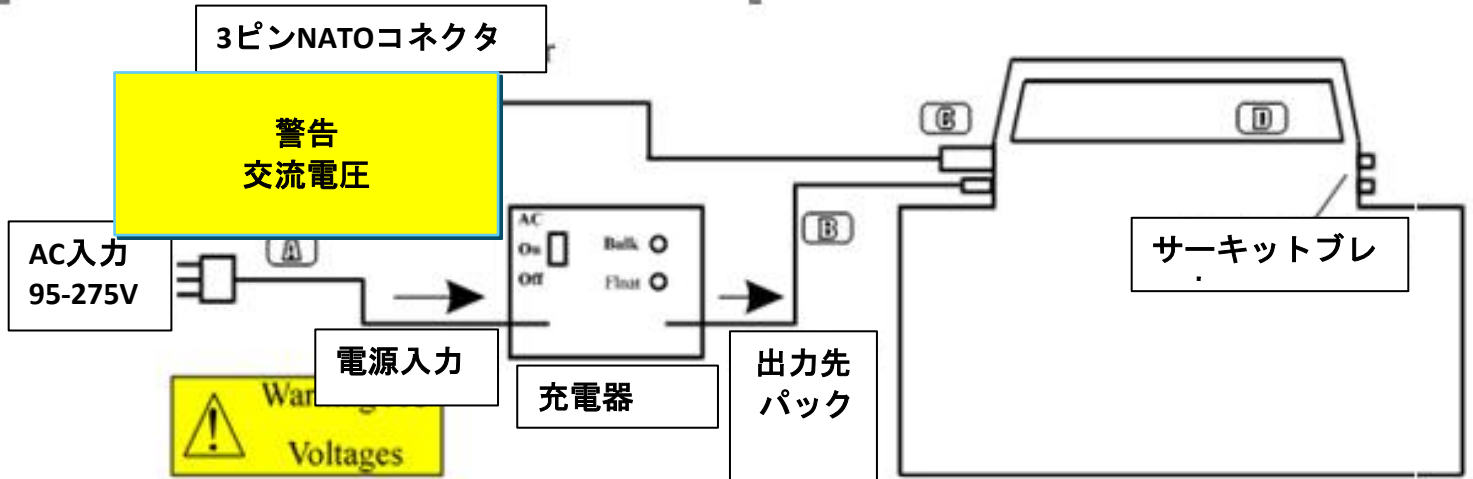 3ピンNATOコネクタ
r
警告
交流電圧
C
D
AC入力
95-275V
A
AC
On
Off
Bulk
Float
B
サーキットブレ
電源入力
充電器
出力先
パック
Voltages